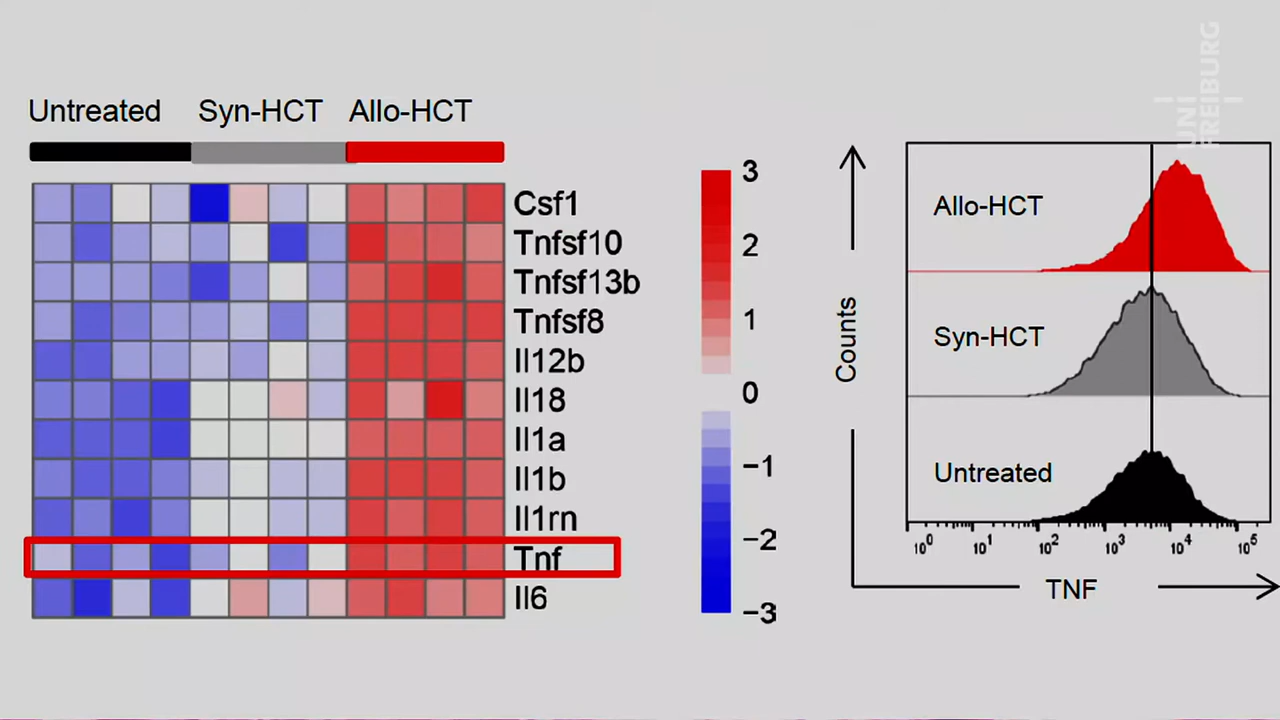 Untreated Syn-HCT Allo-HCT
Csf1
Tnfsf10
Tnfsf13b
Tnfsf8
Il12b
Il18
Il1a
Il1b
Il1rn
Tnf
Il6
3
2
1
0
−1
−2
−3
Counts
Allo-HCT
Syn-HCT
Untreated
10⁰ 10¹ 10² 10³ 10⁴ 10⁵
TNF
UNI
FREIBURG